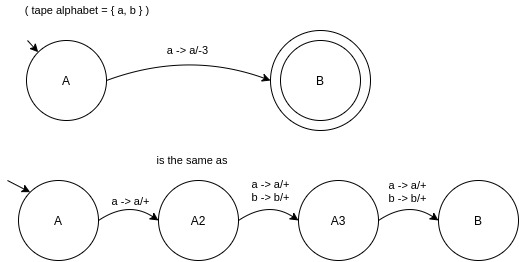 ( tape alphabet = { a, b } )
a -> a/-3
A
B
is the same as
a -> a/+
a -> a/+
b -> b/+
a -> a/+
b -> b/+
A
A2
A3
B